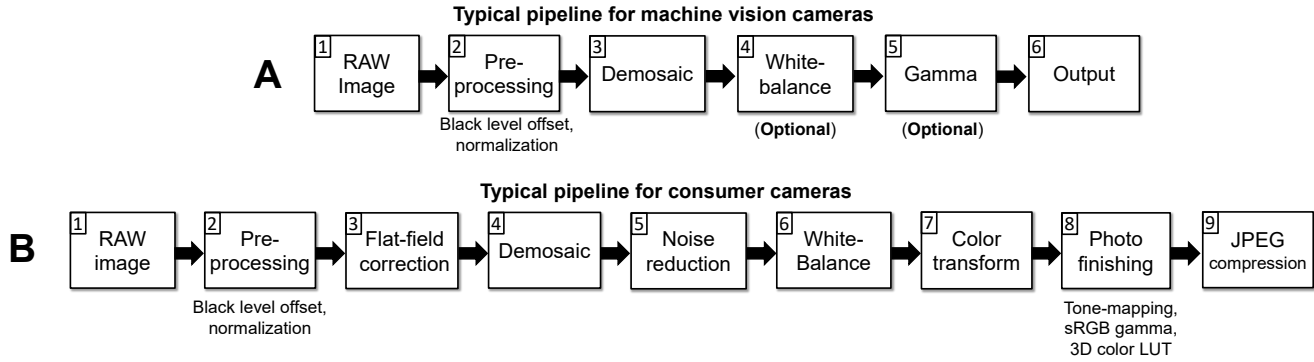 Typical pipeline for machine vision cameras
A
1
RAW
Image
2
Pre-
processing
Black level offset,
normalization
3
Demosaic
4
White-
balance
(Optional)
5
Gamma
(Optional)
6
Output
Typical pipeline for consumer cameras
B
1
RAW
image
2
Pre-
processing
Black level offset,
normalization
3
Flat-field
correction
4
Demosaic
5
Noise
reduction
6
White-
Balance
7
Color
transform
8
Photo
finishing
Tone-mapping,
sRGB gamma,
3D color LUT
9
JPEG
compression